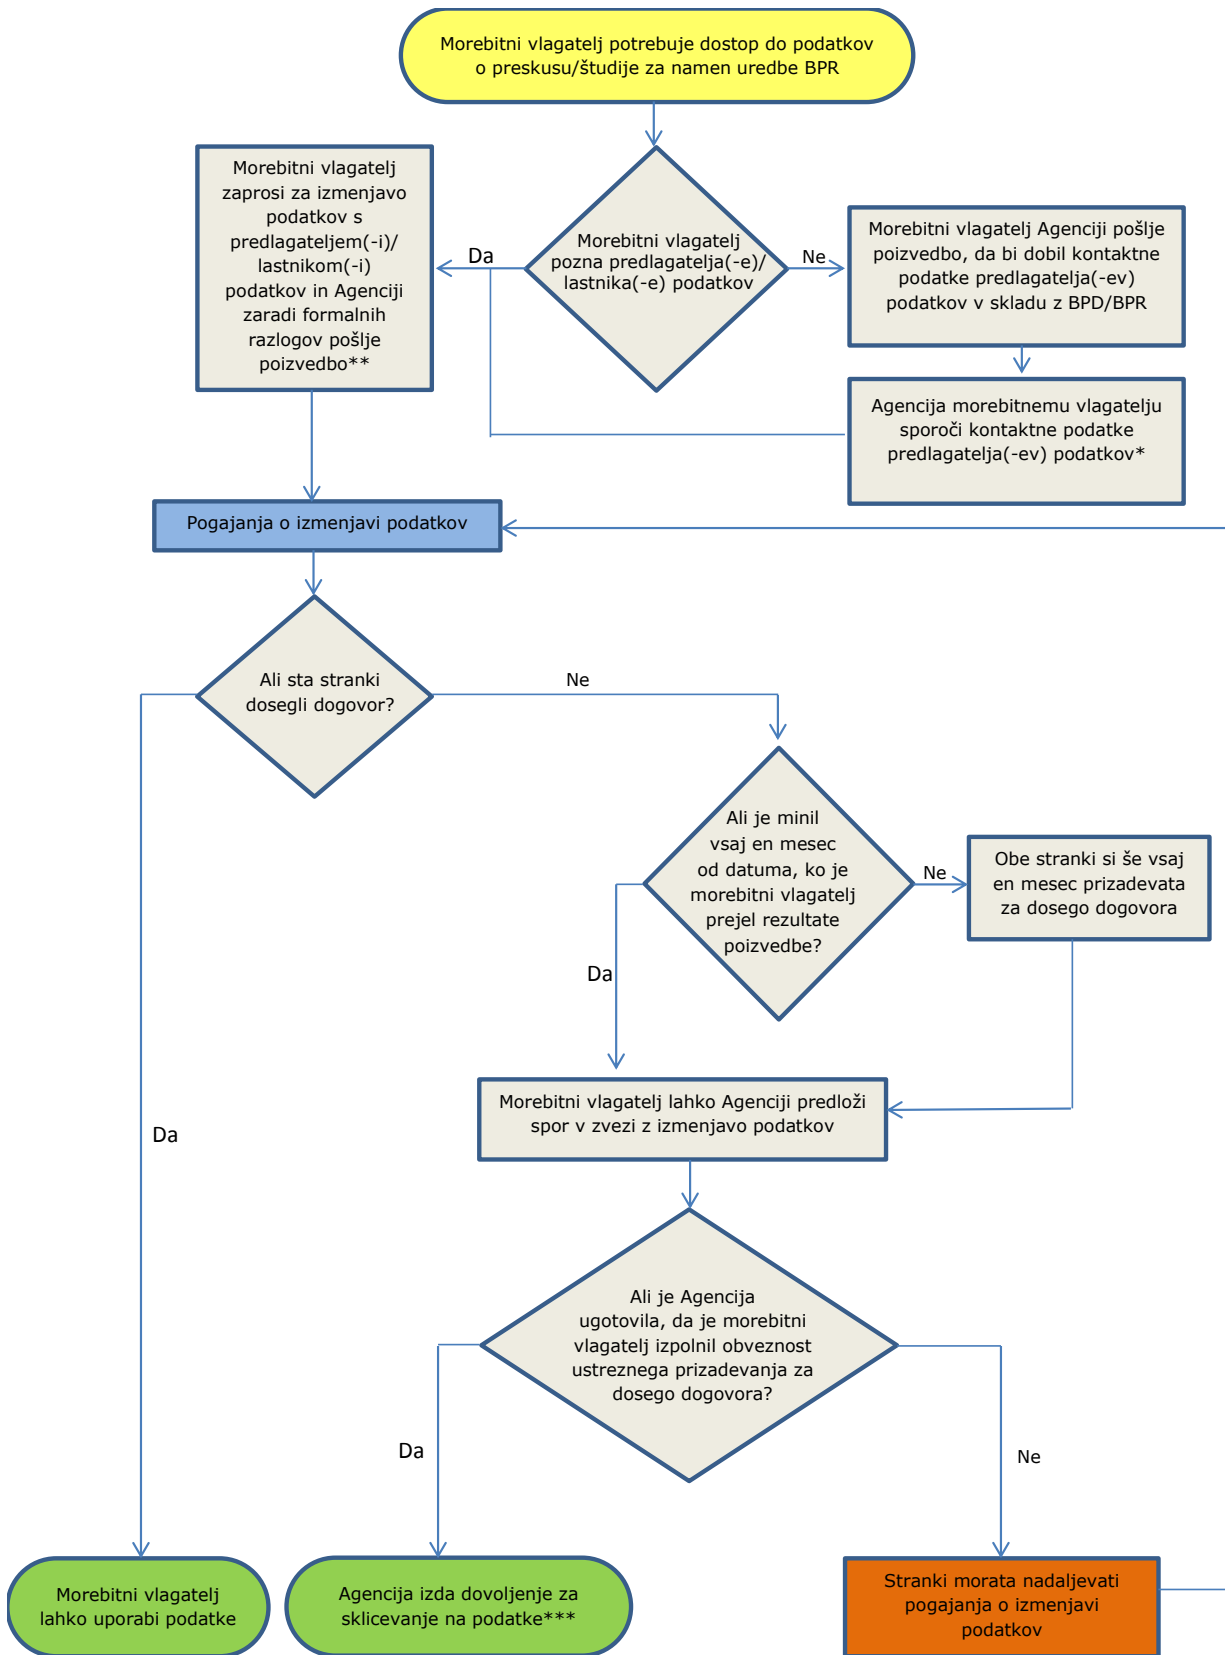 Morebitni vlagatelj potrebuje dostop do podatkov
o preskusu/študije za namen uredbe BPR
Morebitni vlagatelj
zaprosi za izmenjavo
podatkov s
predlagateljem(-i)/
lastnikom(-i)
podatkov in Agenciji
zaradi formalnih
razlogov pošlje
poizvedbo**
Da
Morebitni vlagatelj
pozna predlagatelja(-e)/
lastnika(-e) podatkov
Ne
Morebitni vlagatelj Agenciji pošlje
poizvedbo, da bi dobil kontaktne
podatke predlagatelja(-ev)
podatkov v skladu z BPD/BPR
Agencija morebitnemu vlagatelju
sporoči kontaktne podatke
predlagatelja(-ev) podatkov*
Pogajanja o izmenjavi podatkov
Ali sta stranki
dosegli dogovor?
Ne
Ali je minil
vsaj en mesec
od datuma, ko je
morebitni vlagatelj
prejel rezultate
poizvedbe?
Ne
Obe stranki si še vsaj
en mesec prizadevata
za dosego dogovora
Da
Morebitni vlagatelj lahko Agenciji predloži
spor v zvezi z izmenjavo podatkov
Da
Ali je Agencija
ugotovila, da je morebitni
vlagatelj izpolnil obveznost
ustreznega prizadevanja za
dosego dogovora?
Da
Ne
Morebitni vlagatelj
lahko uporabi podatke
Agencija izda dovoljenje za
sklicevanje na podatke***
Stranki morata nadaljevati
pogajanja o izmenjavi
podatkov